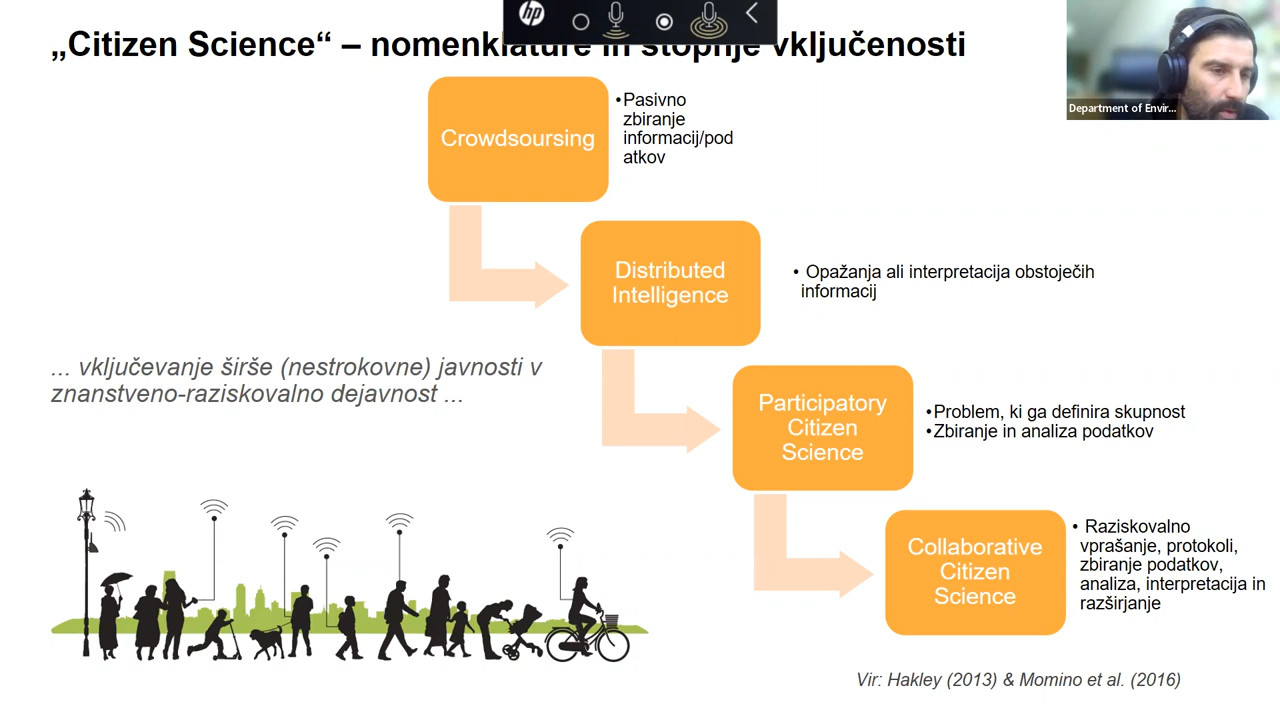 hp
„Citizen Science“ – nomenklature in stopnje vključenosti
Department of Envir...
Crowdsoursing
•Pasivno
zbiranje
informacij/pod
atkov
Distributed
Intelligence
• Opažanja ali interpretacija obstoječih
informacij
... vključevanje širše (nestrokovne) javnosti v
znanstveno-raziskovalno dejavnost ...
Participatory
Citizen
Science
•Problem, ki ga definira skupnost
•Zbiranje in analiza podatkov
Collaborative
Citizen
Science
• Raziskovalno
vprašanje, protokoli,
zbiranje podatkov,
analiza, interpretacija in
razširjanje
Vir: Hakley (2013) & Momino et al. (2016)